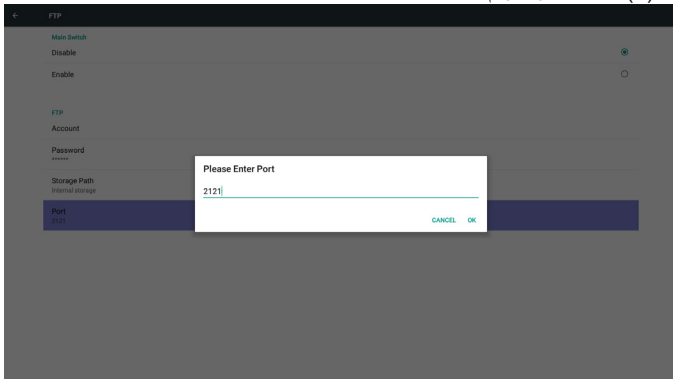 FTP
Main Switch
Disable
Enable
FTP
Account
Password
******
Storage Path
Internal storage
Port
2121
Please Enter Port
2121
CANCEL OK